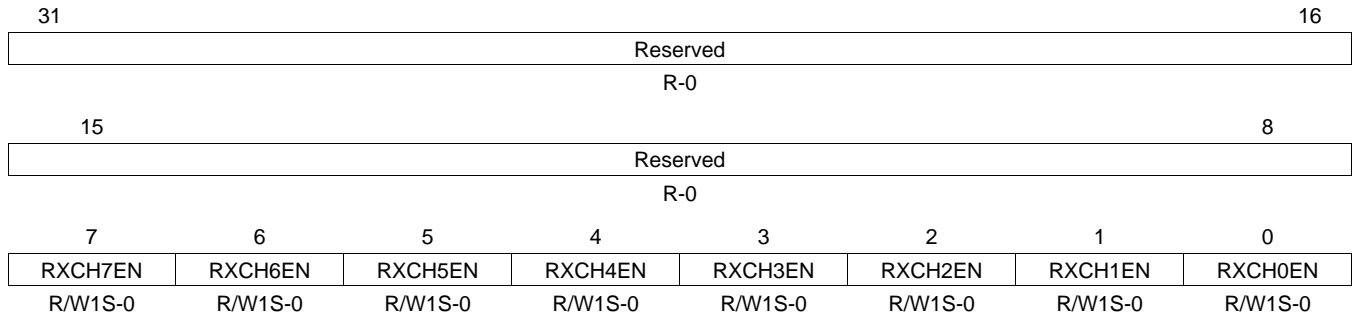 31 16
Reserved
R-0
15 8
Reserved
R-0
7 6 5 4 3 2 1 0
RXCH7EN RXCH6EN RXCH5EN RXCH4EN RXCH3EN RXCH2EN RXCH1EN RXCH0EN
R/W1S-0 R/W1S-0 R/W1S-0 R/W1S-0 R/W1S-0 R/W1S-0 R/W1S-0 R/W1S-0